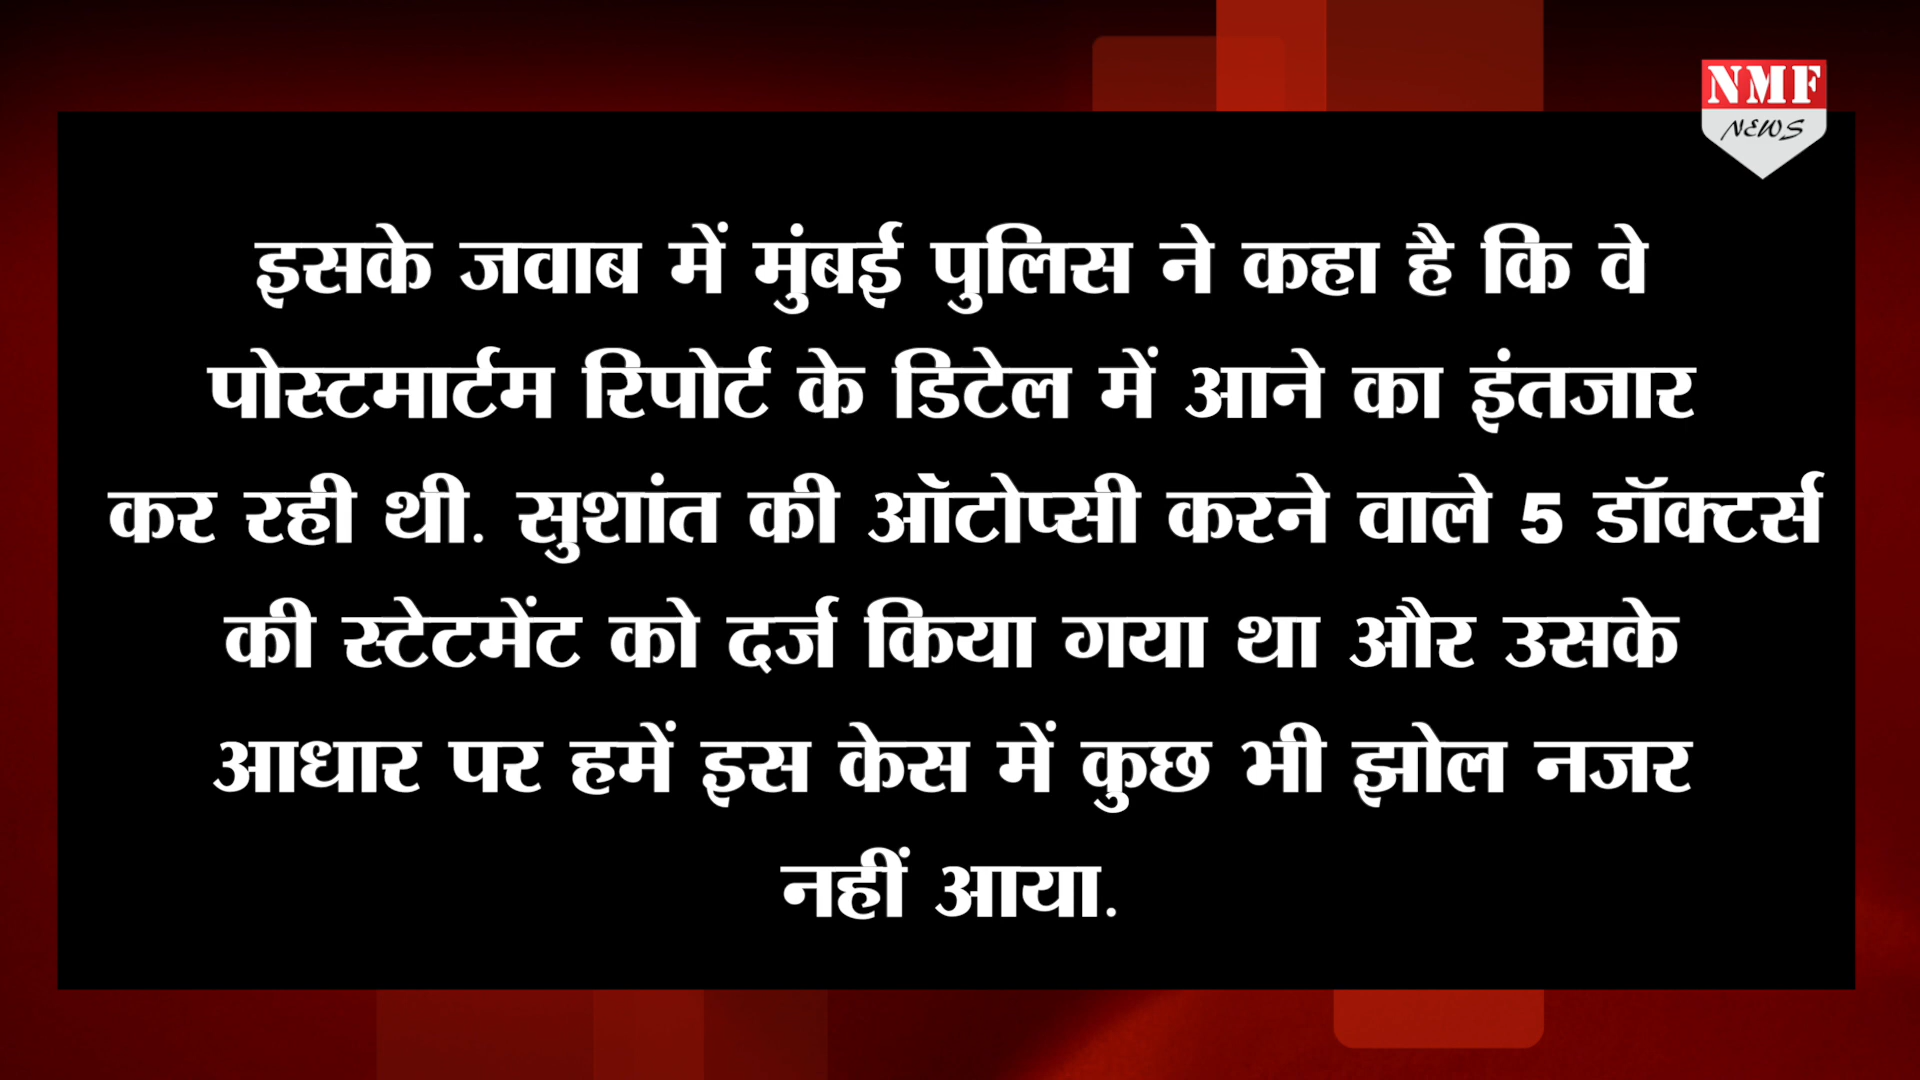 NMF
NEWS
इसके जवाब में मुंबई पुलिस ने कहा है कि वे
पोस्टमार्टम रिपोर्ट के डिटेल में आने का इंतजार
कर रही थी. सुशांत की ऑटोप्सी करने वाले 5 डॉक्टर्स
की स्टेटमेंट को दर्ज किया गया था और उसके
आधार पर हमें इस केस में कुछ भी झोल नजर
नहीं आया.